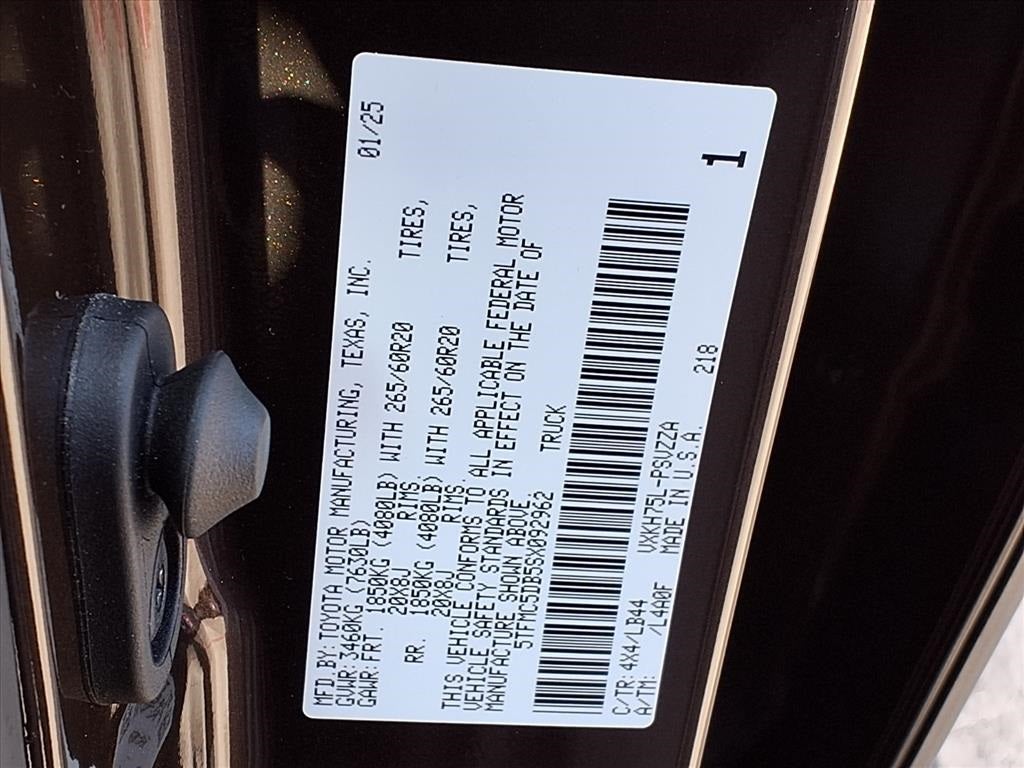 MFD.BY:TOYOTA MOTOR MANUFACTURING, TEXAS, INC. 01/25
GVWR:3460KG (7630LB)
GAWR:FRT. 1850KG (4080LB) WITH 265/60R20 TIRES,
20X8J RIMS.
RR. 1850KG (4080LB) WITH 265/60R20 TIRES,
20X8J RIMS.
THIS VEHICLE CONFORMS TO ALL APPLICABLE FEDERAL MOTOR
VEHICLE SAFETY STANDARDS IN EFFECT ON THE DATE OF
MANUFACTURE SHOWN ABOVE.
5TFMC5DB5SX092962 TRUCK
C/TR:4X4/LB44 VXKH75L-PSVZZA 218
A/TM: /L4A0F MADE IN U.S.A.
1